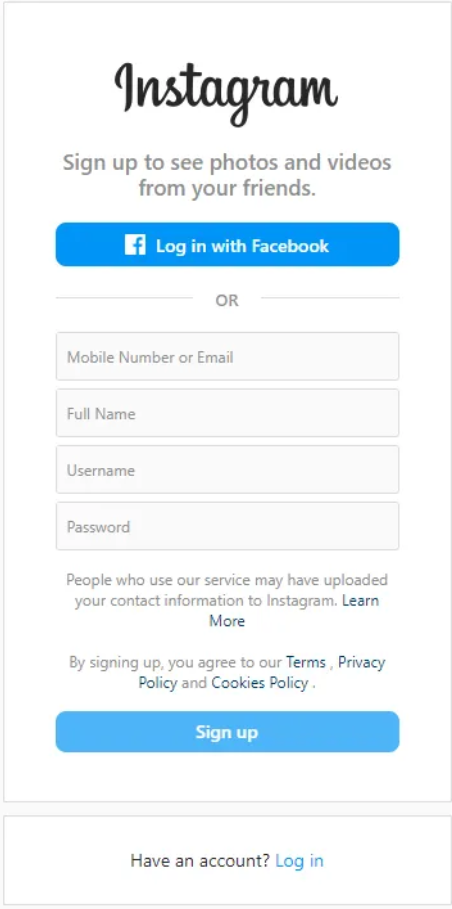 Instagram
Sign up to see photos and videos
from your friends.
Log in with Facebook
OR
Mobile Number or Email
Full Name
Username
Password
People who use our service may have uploaded
your contact information to Instagram. Learn
More
By signing up, you agree to our Terms , Privacy
Policy and Cookies Policy .
Sign up
Have an account? Log in